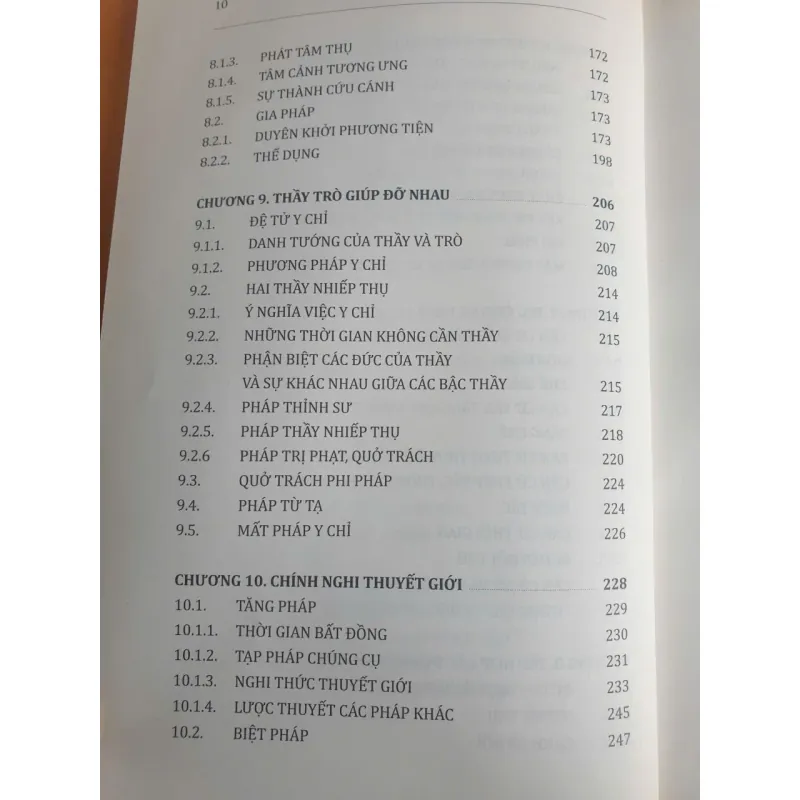 10
8.1.3. PHÁT TÂM THỤ 172
8.1.4. TÂM CẢNH TƯƠNG ƯNG 172
8.1.5. SỰ THÀNH CỨU CÁNH 173
8.2. GIA PHÁP 173
8.2.1. DUYÊN KHỞI PHƯƠNG TIỆN 173
8.2.2. THỂ DỤNG 198
CHƯƠNG 9. THẦY TRÒ GIÚP ĐỠ NHAU 206
9.1. ĐỆ TỬ Y CHỈ 207
9.1.1. DANH TƯỚNG CỦA THẦY VÀ TRÒ 207
9.1.2. PHƯƠNG PHÁP Y CHỈ 208
9.2. HAI THẦY NHIẾP THỤ 214
9.2.1. Ý NGHĨA VIỆC Y CHỈ 214
9.2.2. NHỮNG THỜI GIAN KHÔNG CẦN THẦY 215
9.2.3. PHẬN BIỆT CÁC ĐỨC CỦA THẦY
VÀ SỰ KHÁC NHAU GIỮA CÁC BẬC THẦY 215
9.2.4. PHÁP THỈNH SƯ 217
9.2.5. PHÁP THẦY NHIẾP THỤ 218
9.2.6 PHÁP TRỊ PHẠT, QUỞ TRÁCH 220
9.3. QUỞ TRÁCH PHI PHÁP 224
9.4. PHÁP TỪ TẠ 224
9.5. MẤT PHÁP Y CHỈ 226
CHƯƠNG 10. CHÍNH NGHI THUYẾT GIỚI 228
10.1. TĂNG PHÁP 229
10.1.1. THỜI GIAN BẤT ĐỒNG 230
10.1.2. TẠP PHÁP CHÚNG CỤ 231
10.1.3. NGHI THỨC THUYẾT GIỚI 233
10.1.4. LƯỢC THUYẾT CÁC PHÁP KHÁC 245
10.2. BIỆT PHÁP 247